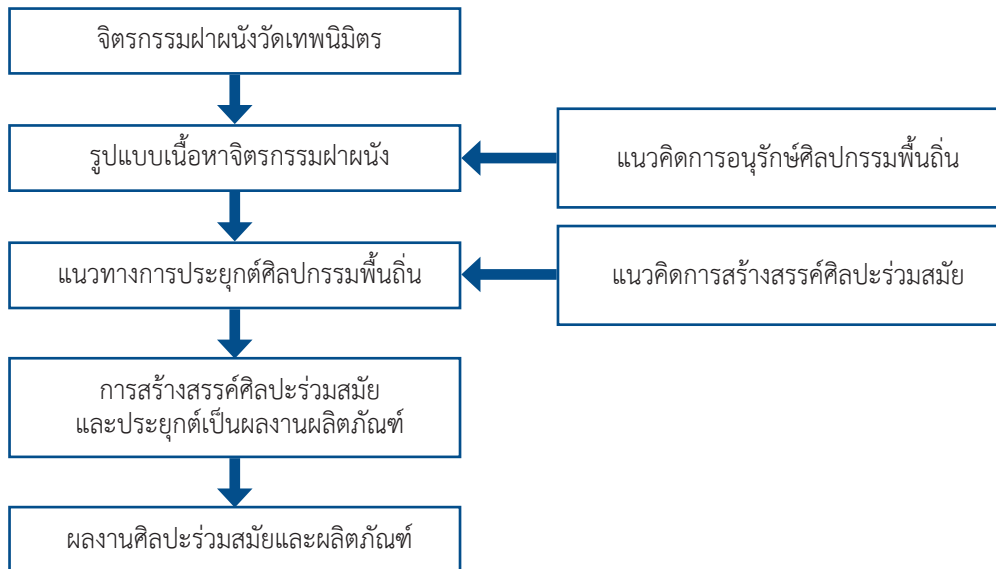 จิตรกรรมฝาผนังวัดเทพนิมิตร
รูปแบบเนื้อหาจิตรกรรมฝาผนัง
แนวคิดการอนุรักษ์ศิลปกรรมพื้นถิ่น
แนวทางการประยุกต์ศิลปกรรมพื้นถิ่น
แนวคิดการสร้างสรรค์ศิลปะร่วมสมัย
การสร้างสรรค์ศิลปะร่วมสมัย
และประยุกต์เป็นผลงานผลิตภัณฑ์
ผลงานศิลปะร่วมสมัยและผลิตภัณฑ์